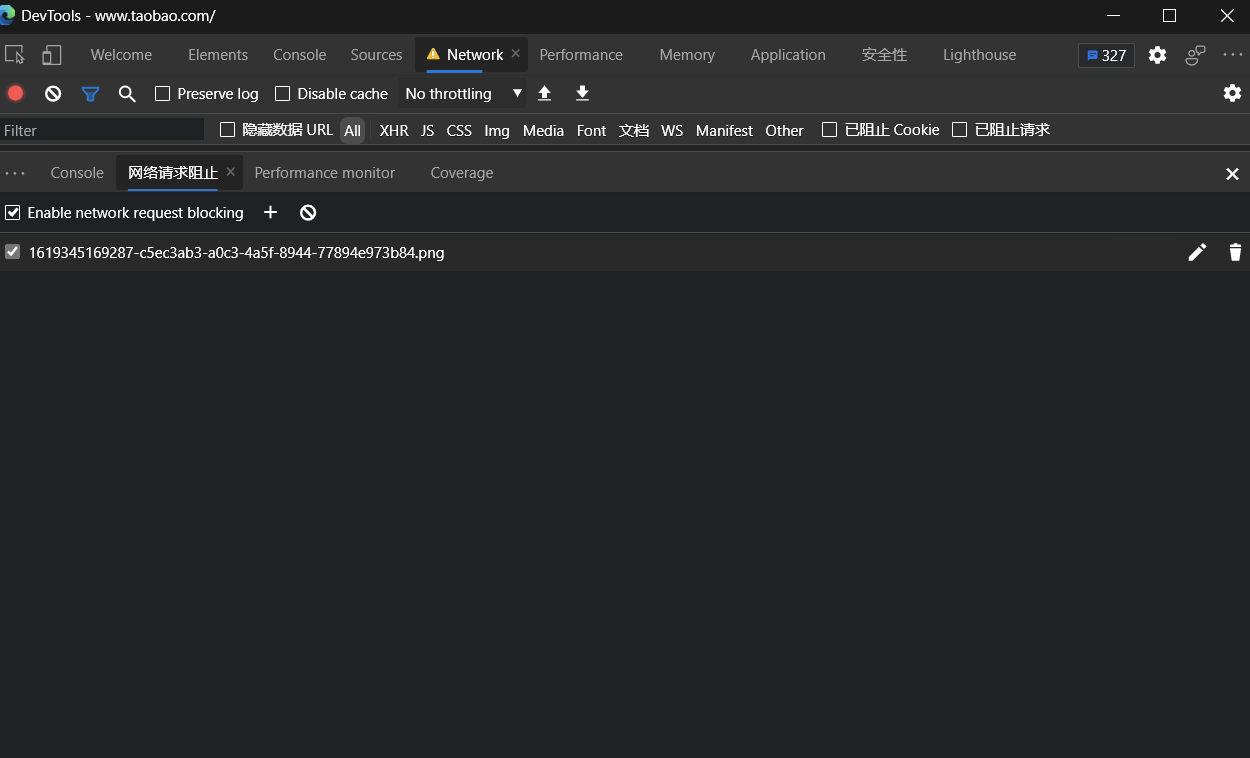 DevTools - www.taobao.com/
Welcome Elements Console Sources Network Performance Memory Application 安全性 Lighthouse 327
Preserve log Disable cache No throttling
Filter 隐藏数据 URL All XHR JS CSS Img Media Font 文档 WS Manifest Other 已阻止 Cookie 已阻止请求
Console 网络请求阻止 Performance monitor Coverage
Enable network request blocking
1619345169287-c5ec3ab3-a0c3-4a5f-8944-77894e973b84.png